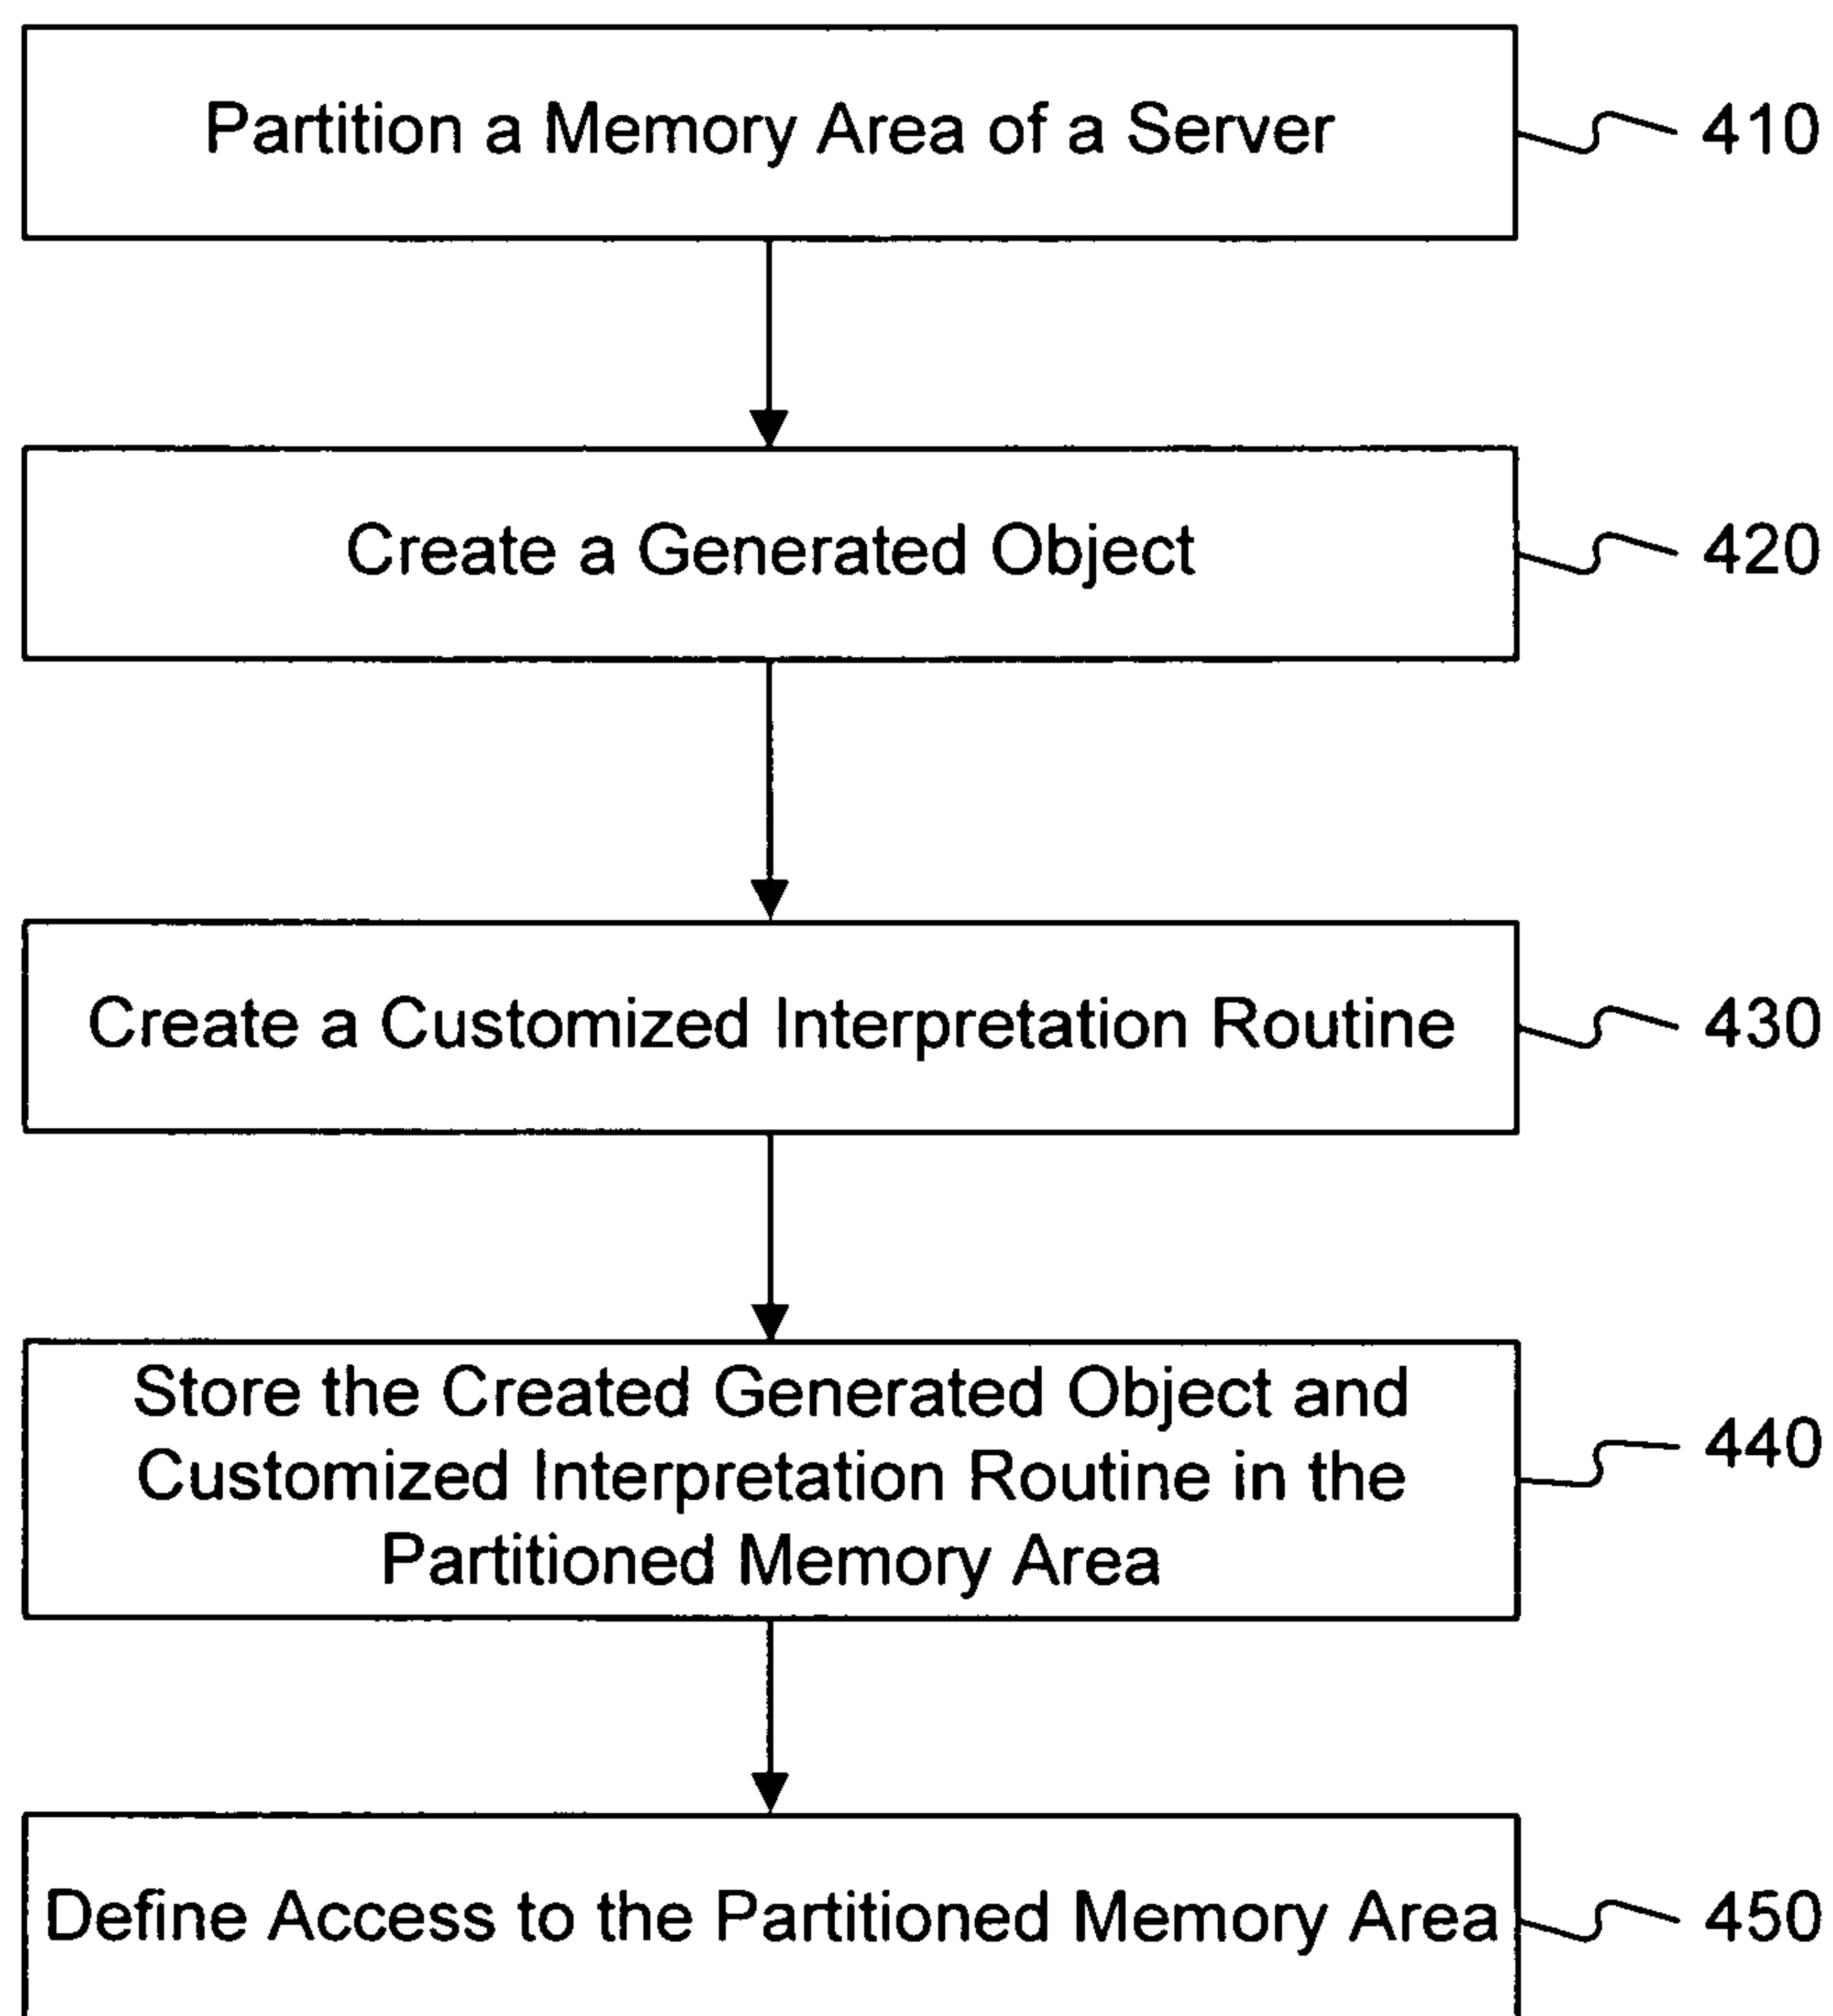 Partition a Memory Area of a Server
410
Create a Generated Object
420
Create a Customized Interpretation Routine
430
Store the Created Generated Object and
Customized Interpretation Routine in the
Partitioned Memory Area
440
Define Access to the Partitioned Memory Area
450